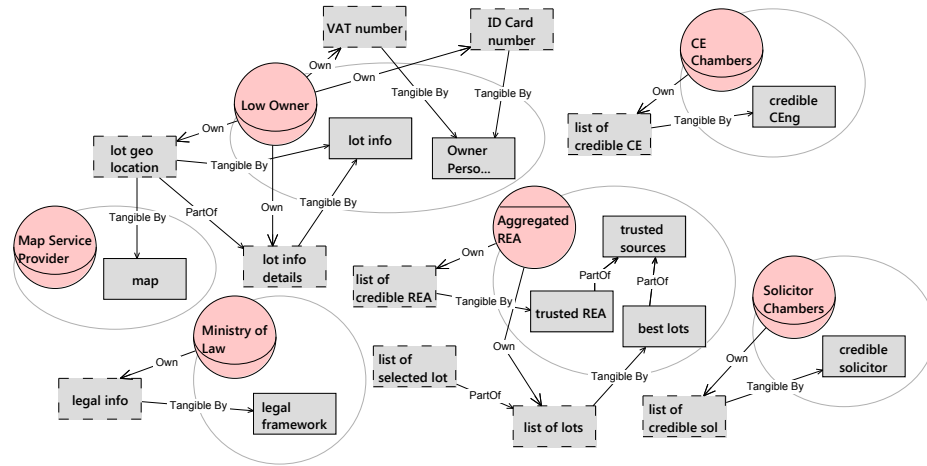 VAT number
ID Card
number
Own
Own
Low Owner
Tangible By
Tangible By
CE
Chambers
Own
list of
credible CE
Tangible By
credible
CEng
Own
lot geo
location
Tangible By
lot info
Owner
Perso...
Tangible By
PartOf
Own
Tangible By
Map Service
Provider
map
lot info
details
Aggregated
REA
Own
list of
credible REA
Tangible By
trusted
sources
PartOf
PartOf
trusted REA
best lots
Own
Tangible By
list of
selected lot
PartOf
list of lots
Ministry of
Law
Own
legal info
Tangible By
legal
framework
Solicitor
Chambers
Own
list of
credible sol
Tangible By
credible
solicitor